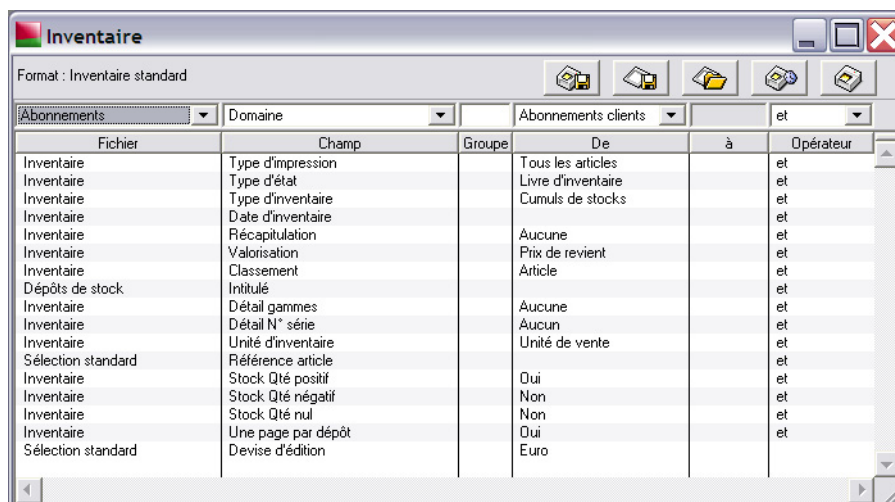 Inventaire
Format : Inventaire standard
Abonnements Domaine Abonnements clients et
Fichier Champ Groupe De à Opérateur
Inventaire Type d'impression Tous les articles et
Inventaire Type d'état Livre d'inventaire et
Inventaire Type d'inventaire Cumuls de stocks et
Inventaire Date d'inventaire et
Inventaire Récapitulation Aucune et
Inventaire Valorisation Prix de revient et
Inventaire Classement Article et
Dépôts de stock Intitulé et
Inventaire Détail gammes Aucune et
Inventaire Détail N° série Aucun et
Inventaire Unité d'inventaire Unité de vente et
Sélection standard Référence article et
Inventaire Stock Qté positif Oui et
Inventaire Stock Qté négatif Non et
Inventaire Stock Qté nul Non et
Inventaire Une page par dépôt Oui et
Sélection standard Devise d'édition Euro